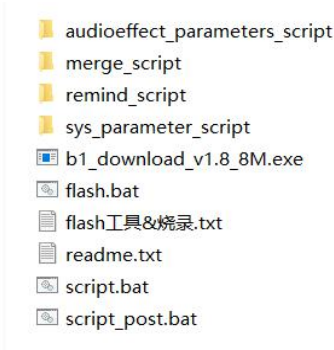 audioeffect_parameters_script
merge_script
remind_script
sys_parameter_script
b1_download_v1.8_8M.exe
flash.bat
flash工具&烧录.txt
readme.txt
script.bat
script_post.bat